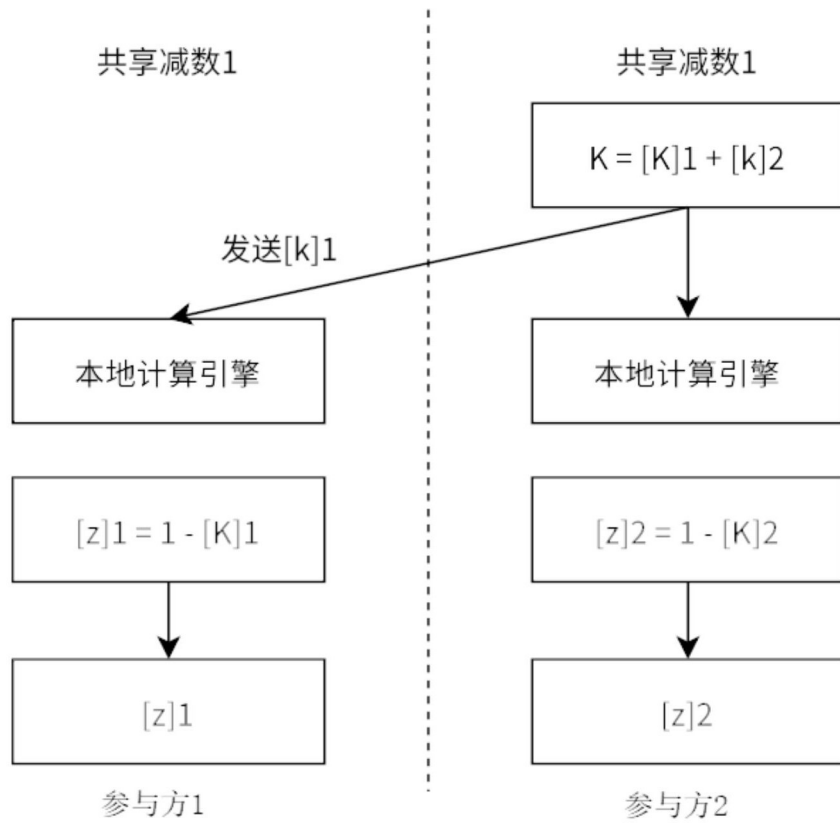 共享减数1
共享减数1
K = [K]1 + [k]2
发送[k]1
本地计算引擎
本地计算引擎
[z]1 = 1 - [K]1
[z]2 = 1 - [K]2
[z]1
[z]2
参与方1
参与方2